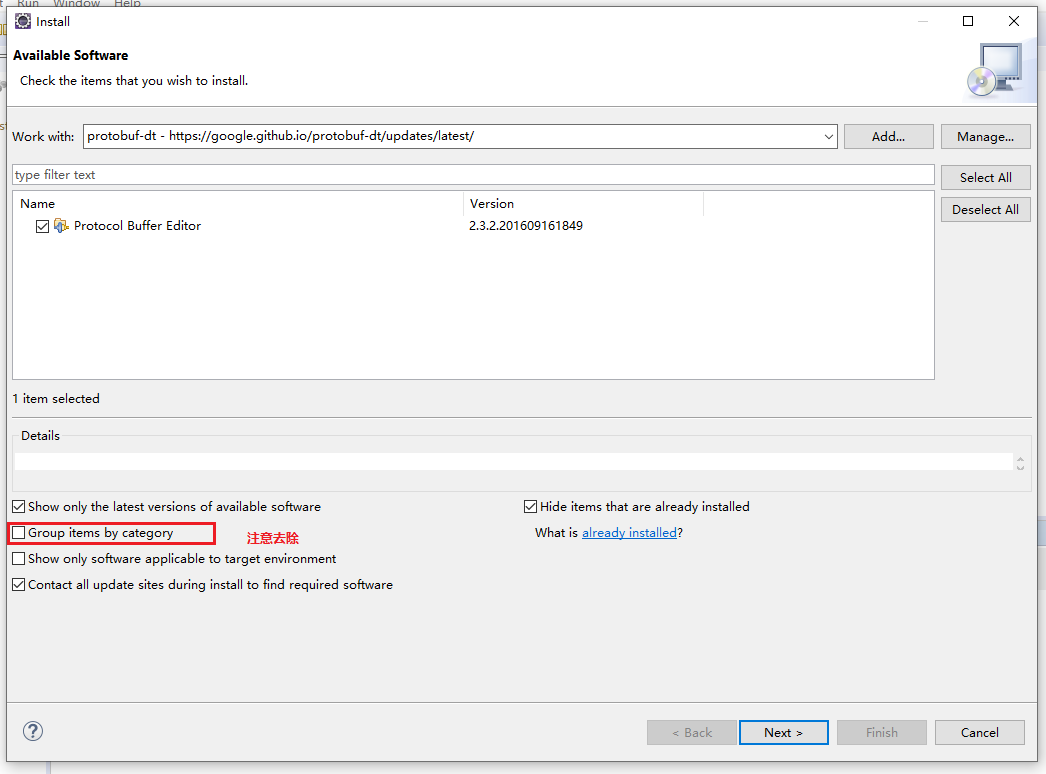 Run Window Help
Install
Available Software
Check the items that you wish to install.
Work with: protobuf-dt - https://google.github.io/protobuf-dt/updates/latest/ Add... Manage...
type filter text Select All
Name Version
Deselect All
Protocol Buffer Editor 2.3.2.201609161849
1 item selected
Details
Show only the latest versions of available software Hide items that are already installed
Group items by category 注意去除 What is already installed?
Show only software applicable to target environment
Contact all update sites during install to find required software
? < Back Next > Finish Cancel